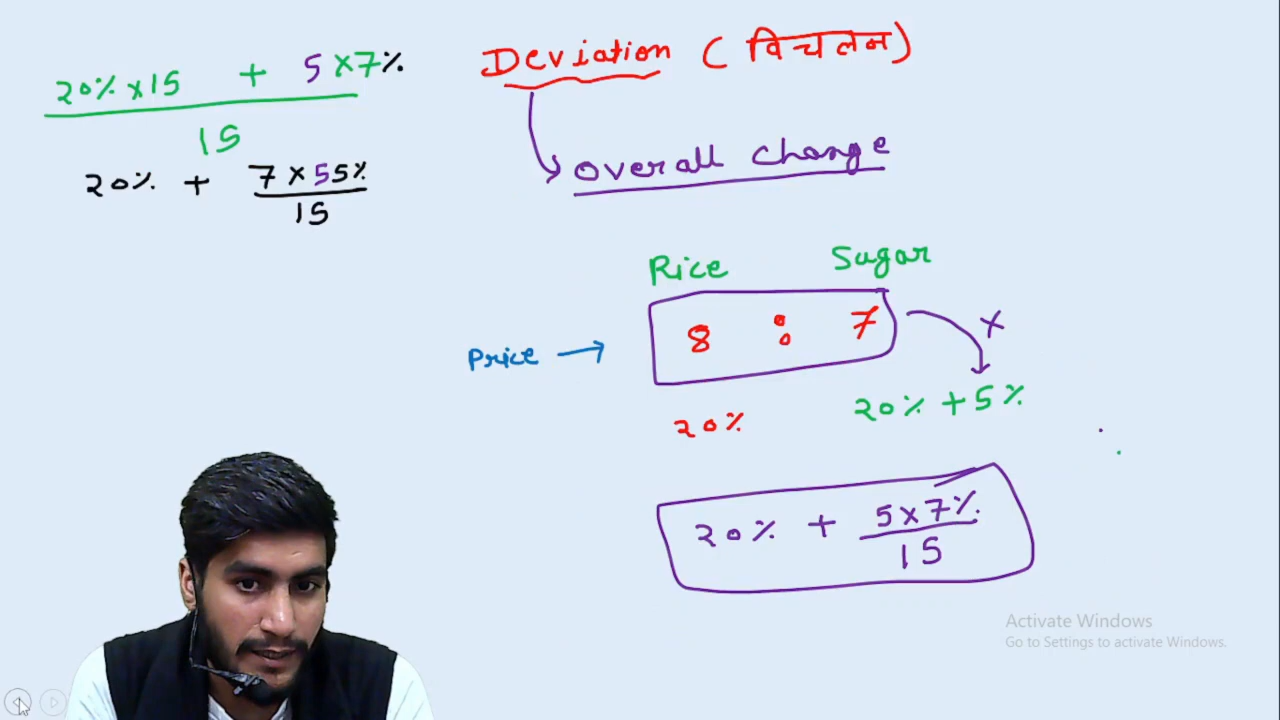 20% x 15 + 5 x 7%
15
20% + 7 x 55%
15
Deviation ( विचलन )
Overall Change
Rice Sugar
Price → 8 : 7 x
20% 20% + 5%
20% + 5 x 7%
15
Activate Windows
Go to Settings to activate Windows.